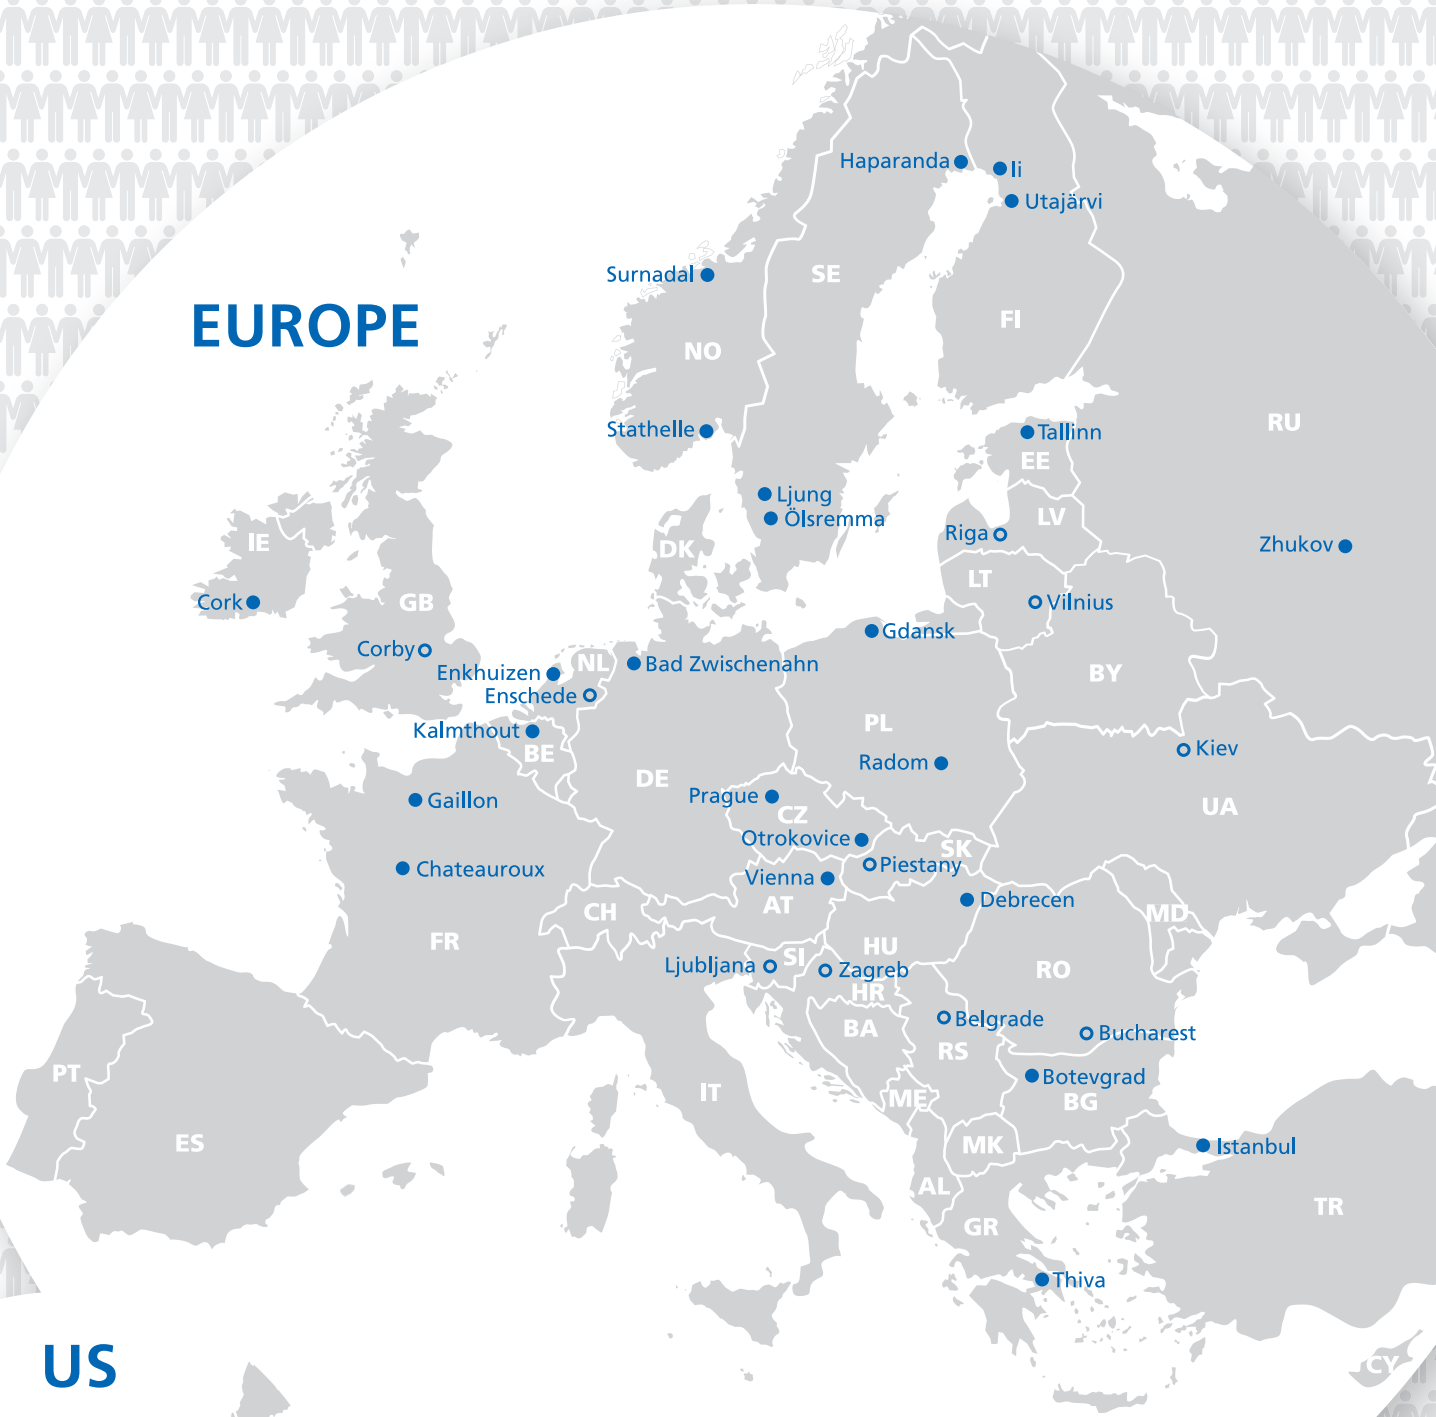 Haparanda
Ii
Utajärvi
Surnadal
SE
EUROPE
FI
NO
RU
Stathelle
Tallinn
EE
Ljung
Ölsremma
LV
Riga
IE
DK
Zhukov
LT
Cork
GB
Vilnius
Gdansk
Corby
NL
Bad Zwischenahn
Enkhuizen
BY
Enschede
PL
Kalmthout
BE
Kiev
Radom
DE
Prague
Gaillon
UA
CZ
Otrokovice
SK
Piestany
Chateauroux
Vienna
Debrecen
AT
CH
MD
FR
HU
SI
Ljubljana
Zagreb
RO
HR
Belgrade
BA
Bucharest
RS
PT
Botevgrad
IT
ME
BG
ES
MK
Istanbul
AL
TR
GR
Thiva
US
CY